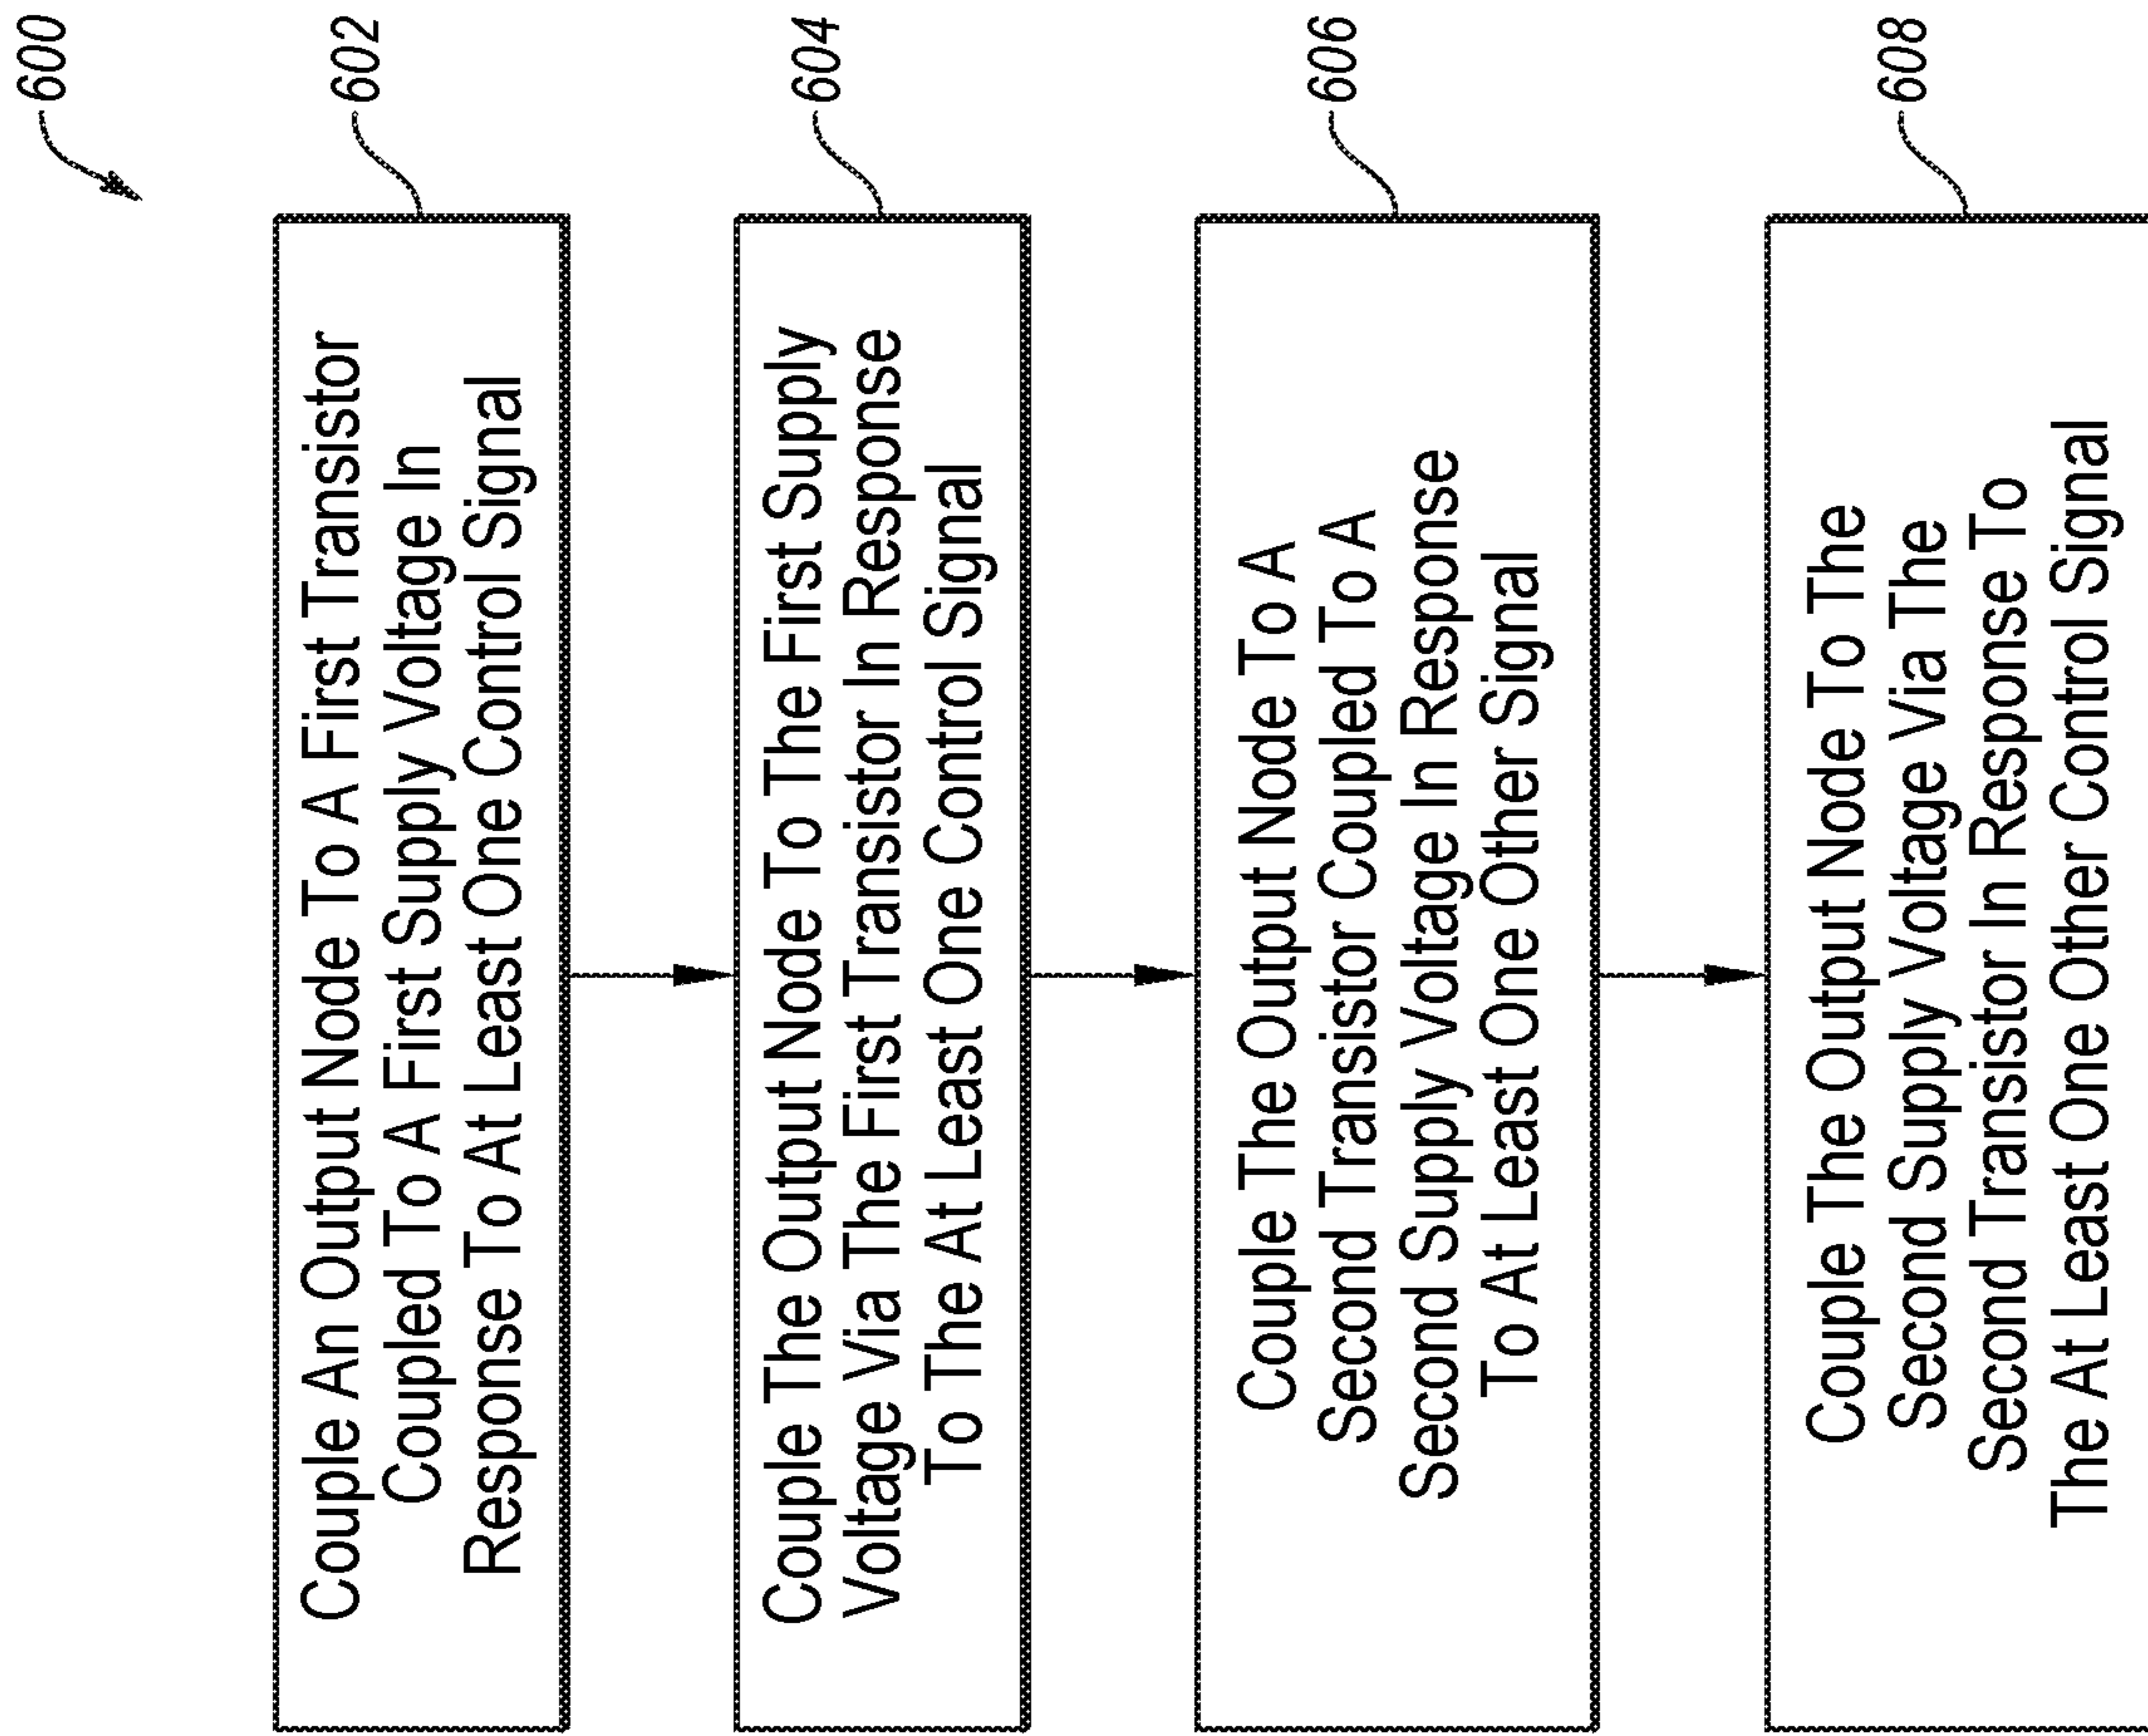 600
Couple An Output Node To A First Transistor
Coupled To A First Supply Voltage In
Response To At Least One Control Signal
602
Couple The Output Node To The First Supply
Voltage Via The First Transistor In Response
To The At Least One Control Signal
604
Couple The Output Node To A
Second Transistor Coupled To A
Second Supply Voltage In Response
To At Least One Other Signal
606
Couple The Output Node To The
Second Supply Voltage Via The
Second Transistor In Response To
The At Least One Other Control Signal
608